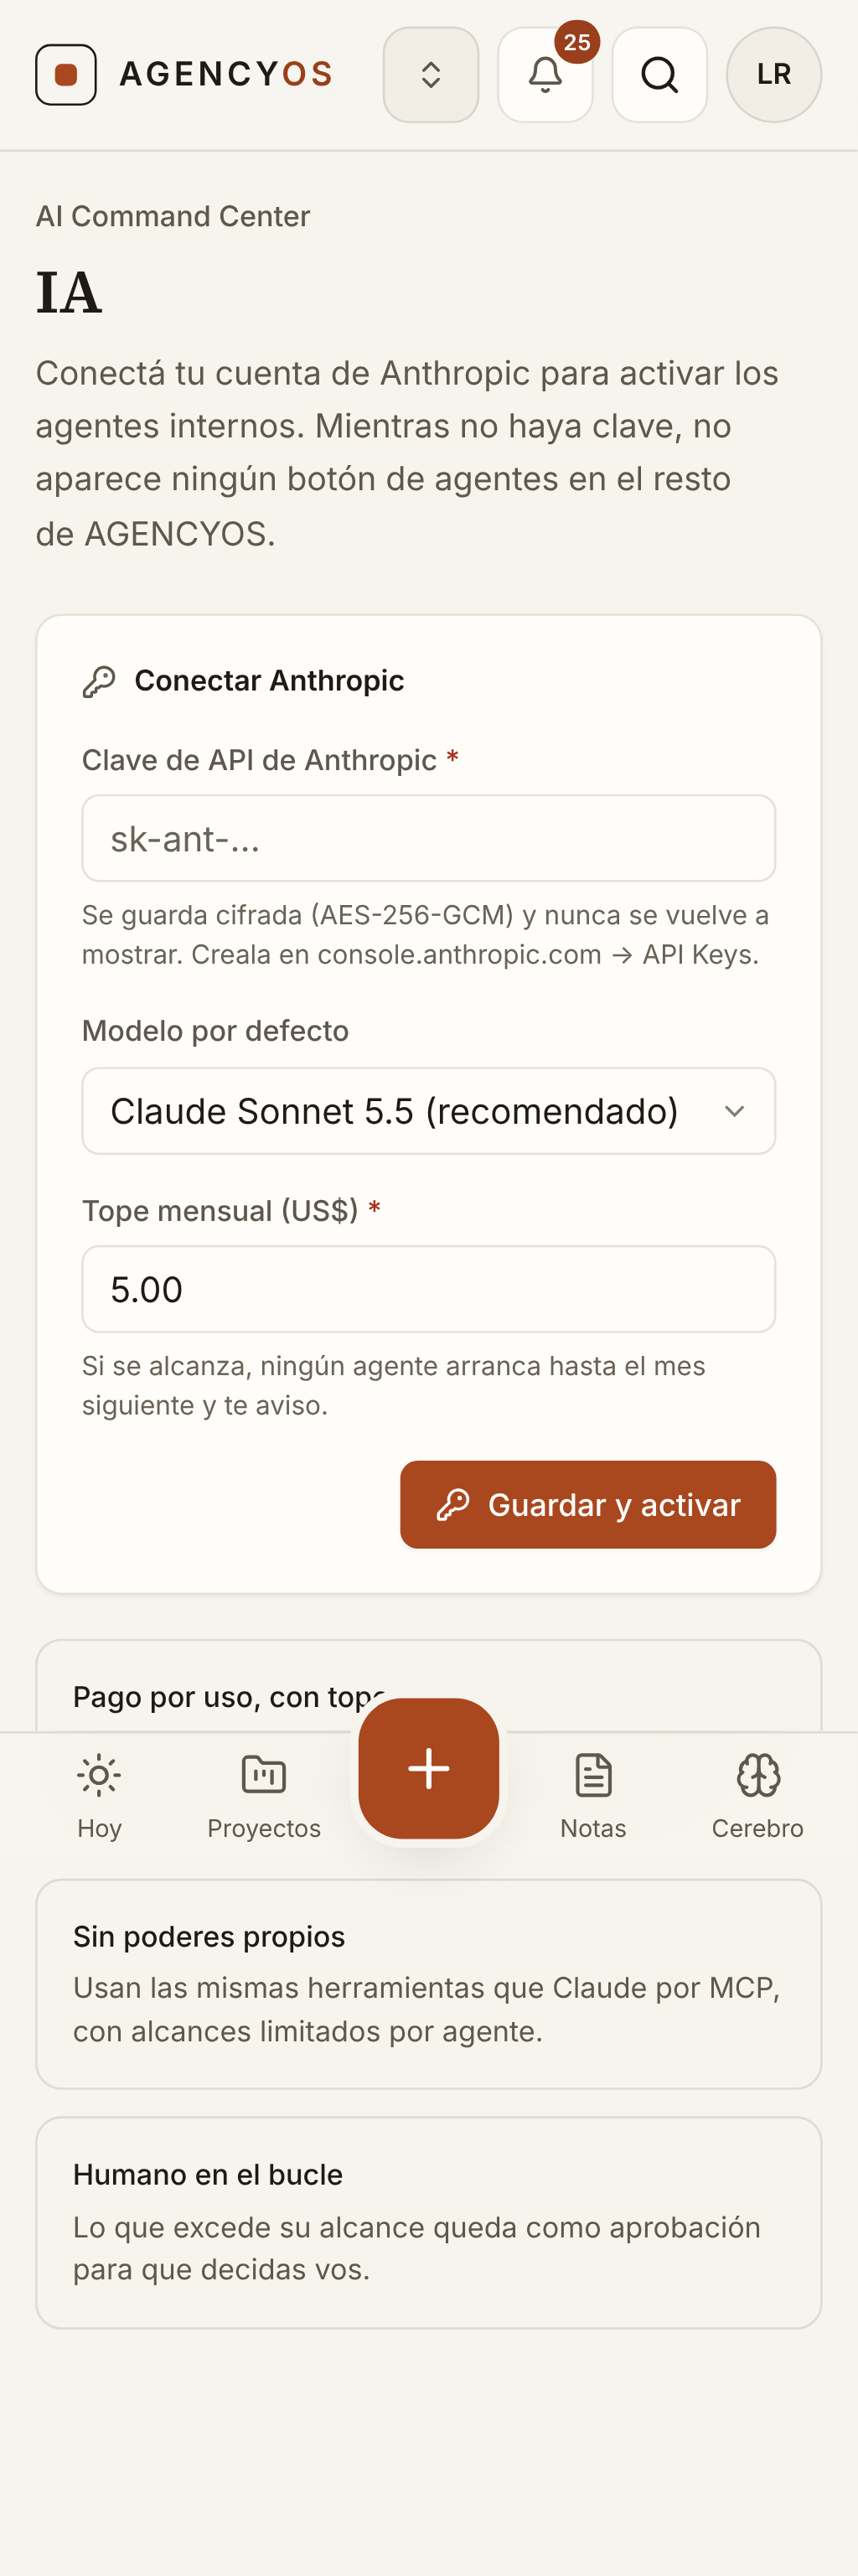 AGENCYOS
25
LR
AI Command Center
IA
Conectá tu cuenta de Anthropic para activar los
agentes internos. Mientras no haya clave, no
aparece ningún botón de agentes en el resto
de AGENCYOS.
Conectar Anthropic
Clave de API de Anthropic *
sk-ant-...
Se guarda cifrada (AES-256-GCM) y nunca se vuelve a
mostrar. Creala en console.anthropic.com → API Keys.
Modelo por defecto
Claude Sonnet 5.5 (recomendado)
Tope mensual (US$) *
5.00
Si se alcanza, ningún agente arranca hasta el mes
siguiente y te aviso.
Guardar y activar
Pago por uso, con tope
Hoy
Proyectos
Notas
Cerebro
Sin poderes propios
Usan las mismas herramientas que Claude por MCP,
con alcances limitados por agente.
Humano en el bucle
Lo que excede su alcance queda como aprobación
para que decidas vos.